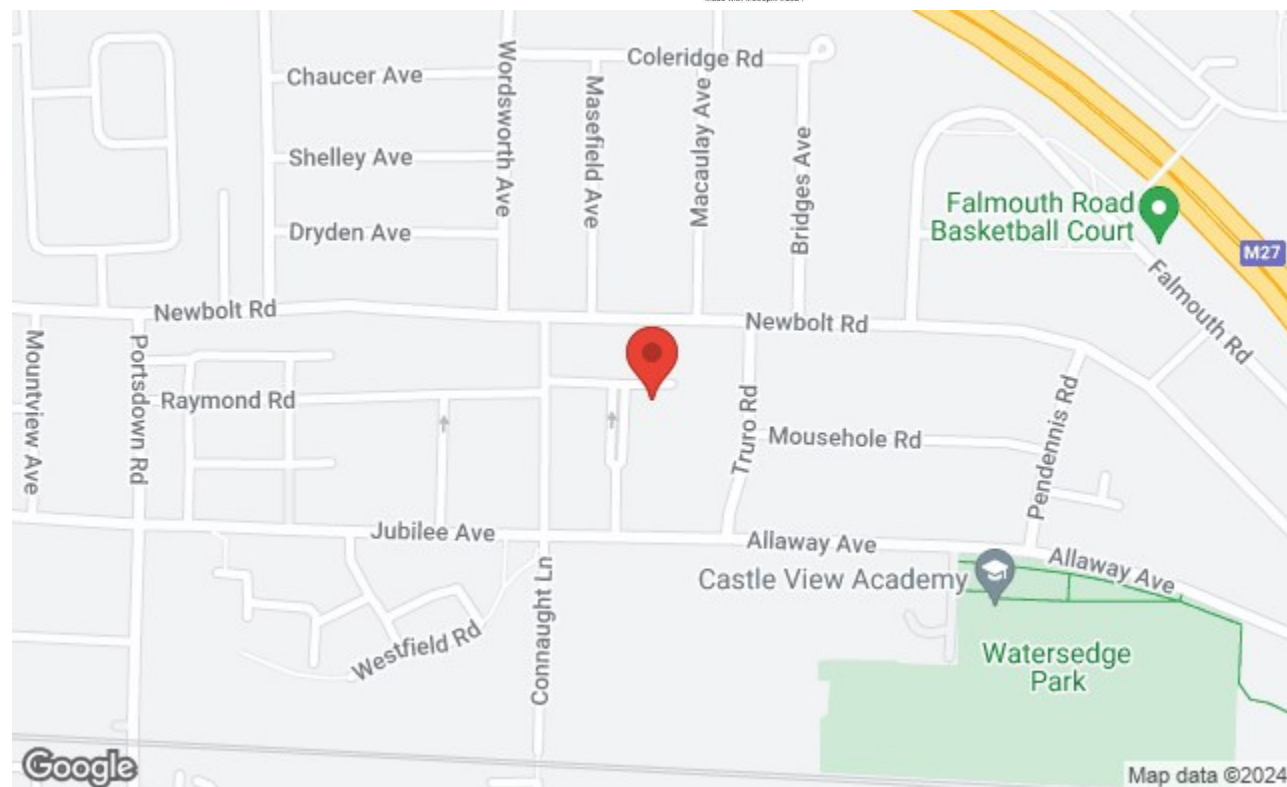 Coleridge Rd
Chaucer Ave
Wordsworth Ave
Masefield Ave
Macaulay Ave
Bridges Ave
Shelley Ave
Dryden Ave
Falmouth Road
Basketball Court
M27
Falmouth Rd
Newbolt Rd
Newbolt Rd
Mountview Ave
Portsdown Rd
Raymond Rd
Truro Rd
Mousehole Rd
Pendennis Rd
Jubilee Ave
Allaway Ave
Allaway Ave
Castle View Academy
Connaught Ln
Westfield Rd
Watersedge
Park
Google
Map data ©2024